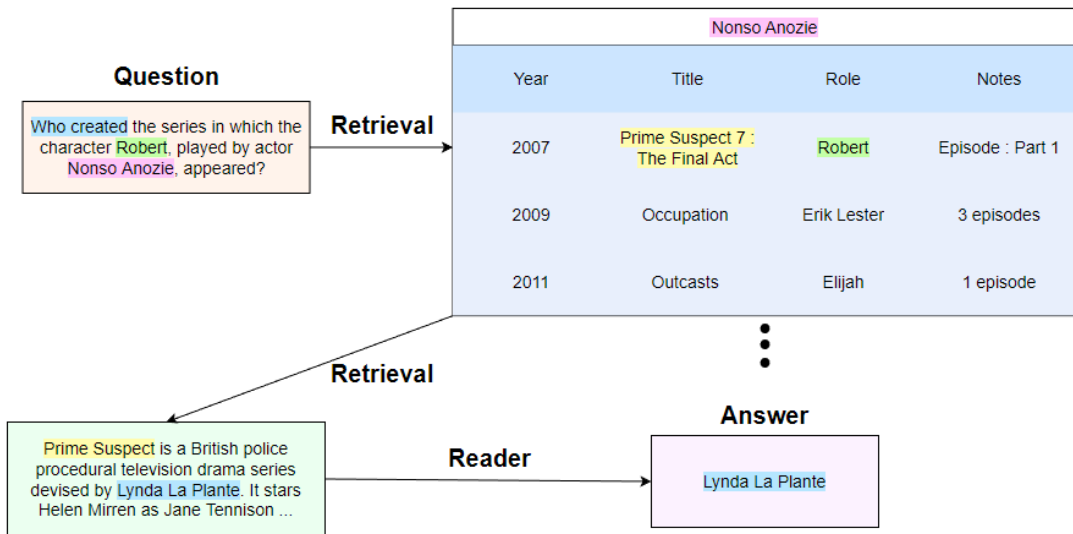 Question
Who created the series in which the
character Robert, played by actor
Nonso Anozie, appeared?
Retrieval
Nonso Anozie
Year Title Role Notes
2007 Prime Suspect 7 : Robert Episode : Part 1
The Final Act
2009 Occupation Erik Lester 3 episodes
2011 Outcasts Elijah 1 episode
Retrieval
Prime Suspect is a British police
procedural television drama series
devised by Lynda La Plante. It stars
Helen Mirren as Jane Tennison ...
Reader
Answer
Lynda La Plante